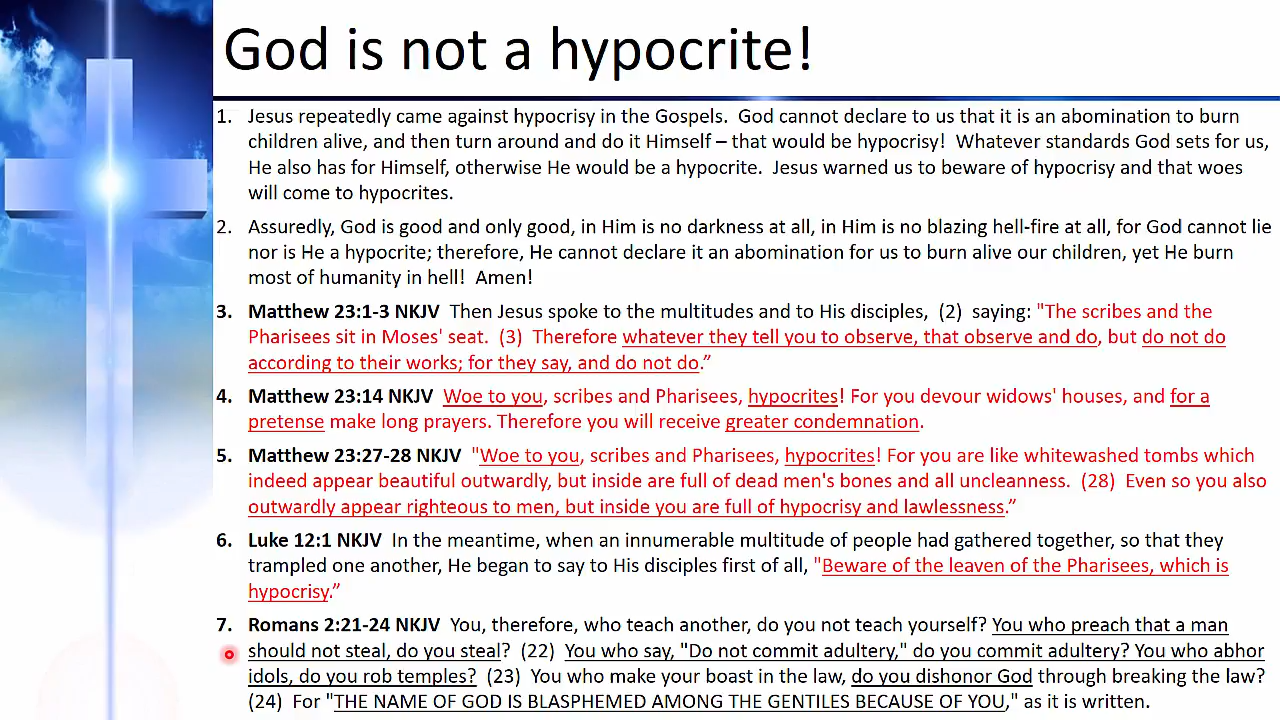 God is not a hypocrite!
1. Jesus repeatedly came against hypocrisy in the Gospels.  God cannot declare to us that it is an abomination to burn
children alive, and then turn around and do it Himself – that would be hypocrisy!  Whatever standards God sets for us,
He also has for Himself, otherwise He would be a hypocrite.  Jesus warned us to beware of hypocrisy and that woes
will come to hypocrites.
2. Assuredly, God is good and only good, in Him is no darkness at all, in Him is no blazing hell-fire at all, for God cannot lie
nor is He a hypocrite; therefore, He cannot declare it an abomination for us to burn alive our children, yet He burn
most of humanity in hell!  Amen!
3. Matthew 23:1-3 NKJV  Then Jesus spoke to the multitudes and to His disciples,  (2)  saying: "The scribes and the
Pharisees sit in Moses' seat.  (3)  Therefore whatever they tell you to observe, that observe and do, but do not do
according to their works; for they say, and do not do.”
4. Matthew 23:14 NKJV  Woe to you, scribes and Pharisees, hypocrites! For you devour widows' houses, and for a
pretense make long prayers. Therefore you will receive greater condemnation.
5. Matthew 23:27-28 NKJV  "Woe to you, scribes and Pharisees, hypocrites! For you are like whitewashed tombs which
indeed appear beautiful outwardly, but inside are full of dead men's bones and all uncleanness.  (28)  Even so you also
outwardly appear righteous to men, but inside you are full of hypocrisy and lawlessness.”
6. Luke 12:1 NKJV  In the meantime, when an innumerable multitude of people had gathered together, so that they
trampled one another, He began to say to His disciples first of all, "Beware of the leaven of the Pharisees, which is
hypocrisy.”
7. Romans 2:21-24 NKJV  You, therefore, who teach another, do you not teach yourself? You who preach that a man
should not steal, do you steal?  (22)  You who say, "Do not commit adultery," do you commit adultery? You who abhor
idols, do you rob temples?  (23)  You who make your boast in the law, do you dishonor God through breaking the law?
(24)  For "THE NAME OF GOD IS BLASPHEMED AMONG THE GENTILES BECAUSE OF YOU," as it is written.